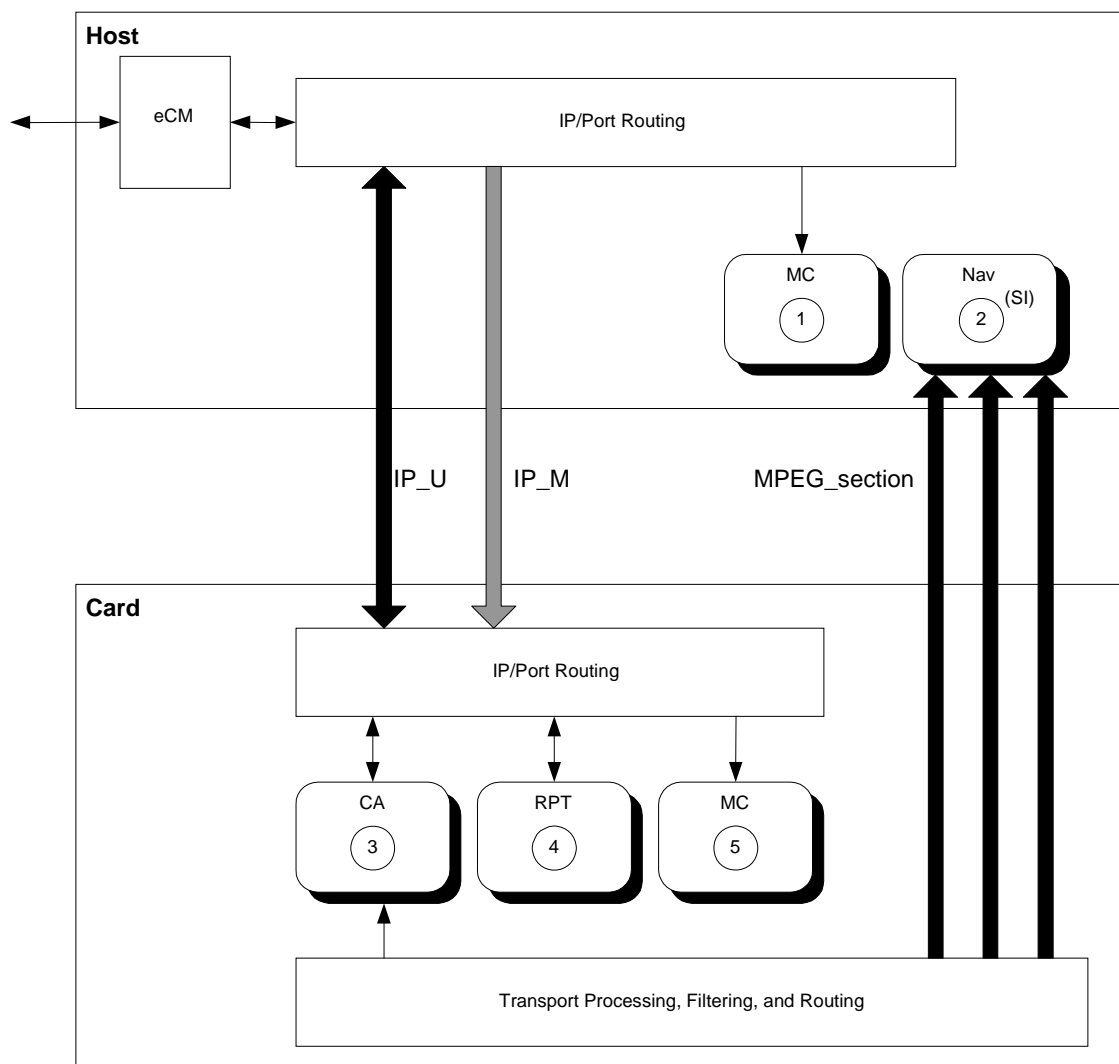 Host
eCM
IP/Port Routing
MC
1
Nav
(SI)
2
IP_U
IP_M
MPEG_section
Card
IP/Port Routing
CA
3
RPT
4
MC
5
Transport Processing, Filtering, and Routing